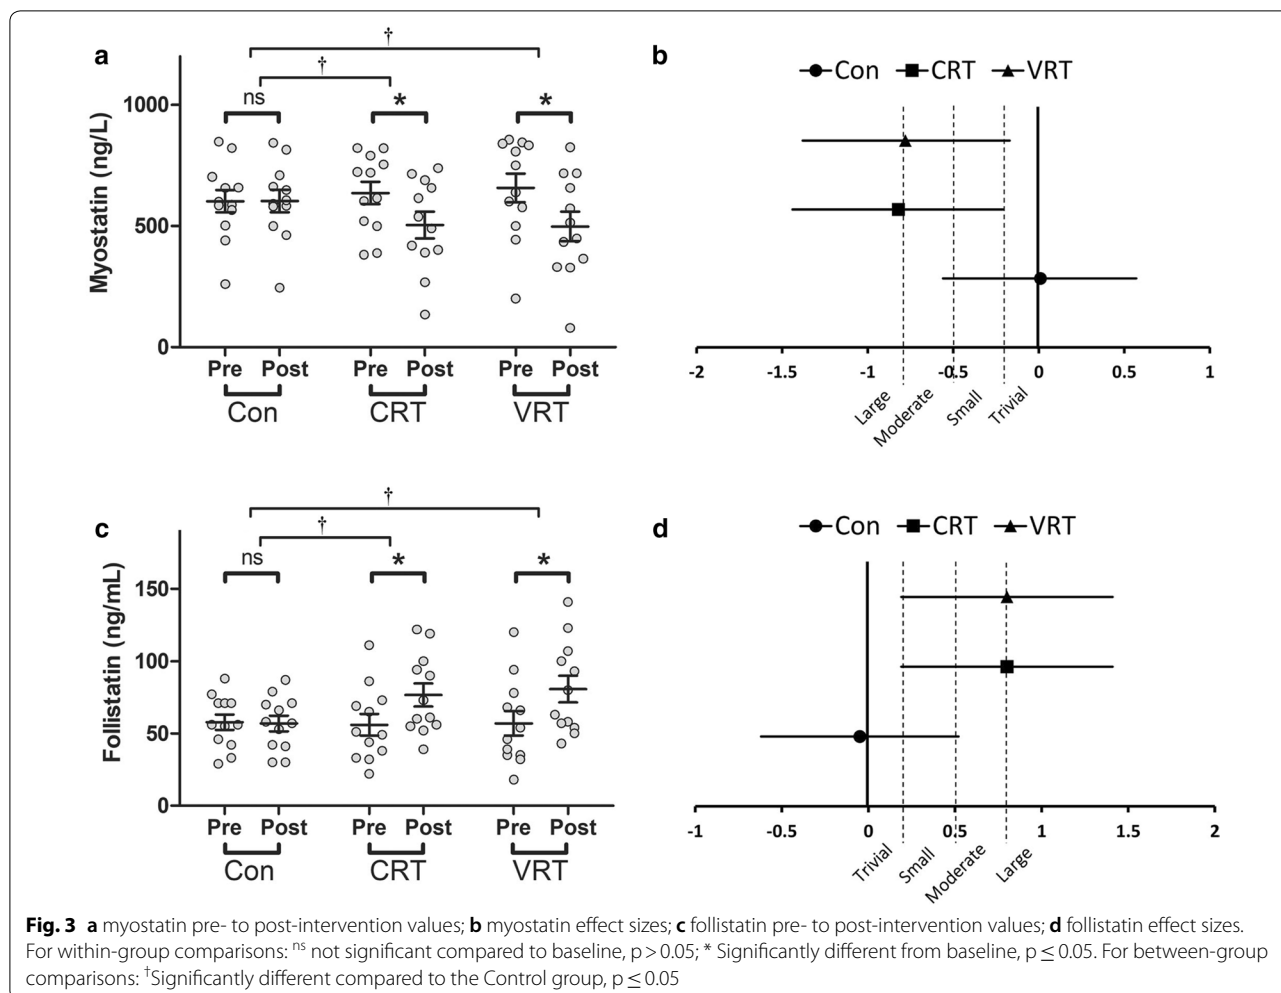 a
†
†
ns
*
*
1000
500
0
Myostatin (ng/L)
Pre Post Pre Post Pre Post
Con CRT VRT
b
Con CRT VRT
-2 -1.5 -1 -0.5 0 0.5 1
Large Moderate Small Trivial
c
†
†
ns
*
*
150
100
50
0
Follistatin (ng/mL)
Pre Post Pre Post Pre Post
Con CRT VRT
d
Con CRT VRT
-1 -0.5 0 0.5 1 1.5 2
Trivial Small Moderate Large
Fig. 3 a myostatin pre- to post-intervention values; b myostatin effect sizes; c follistatin pre- to post-intervention values; d follistatin effect sizes.
For within-group comparisons: ns not significant compared to baseline, p > 0.05; * Significantly different from baseline, p ≤ 0.05. For between-group
comparisons: †Significantly different compared to the Control group, p ≤ 0.05